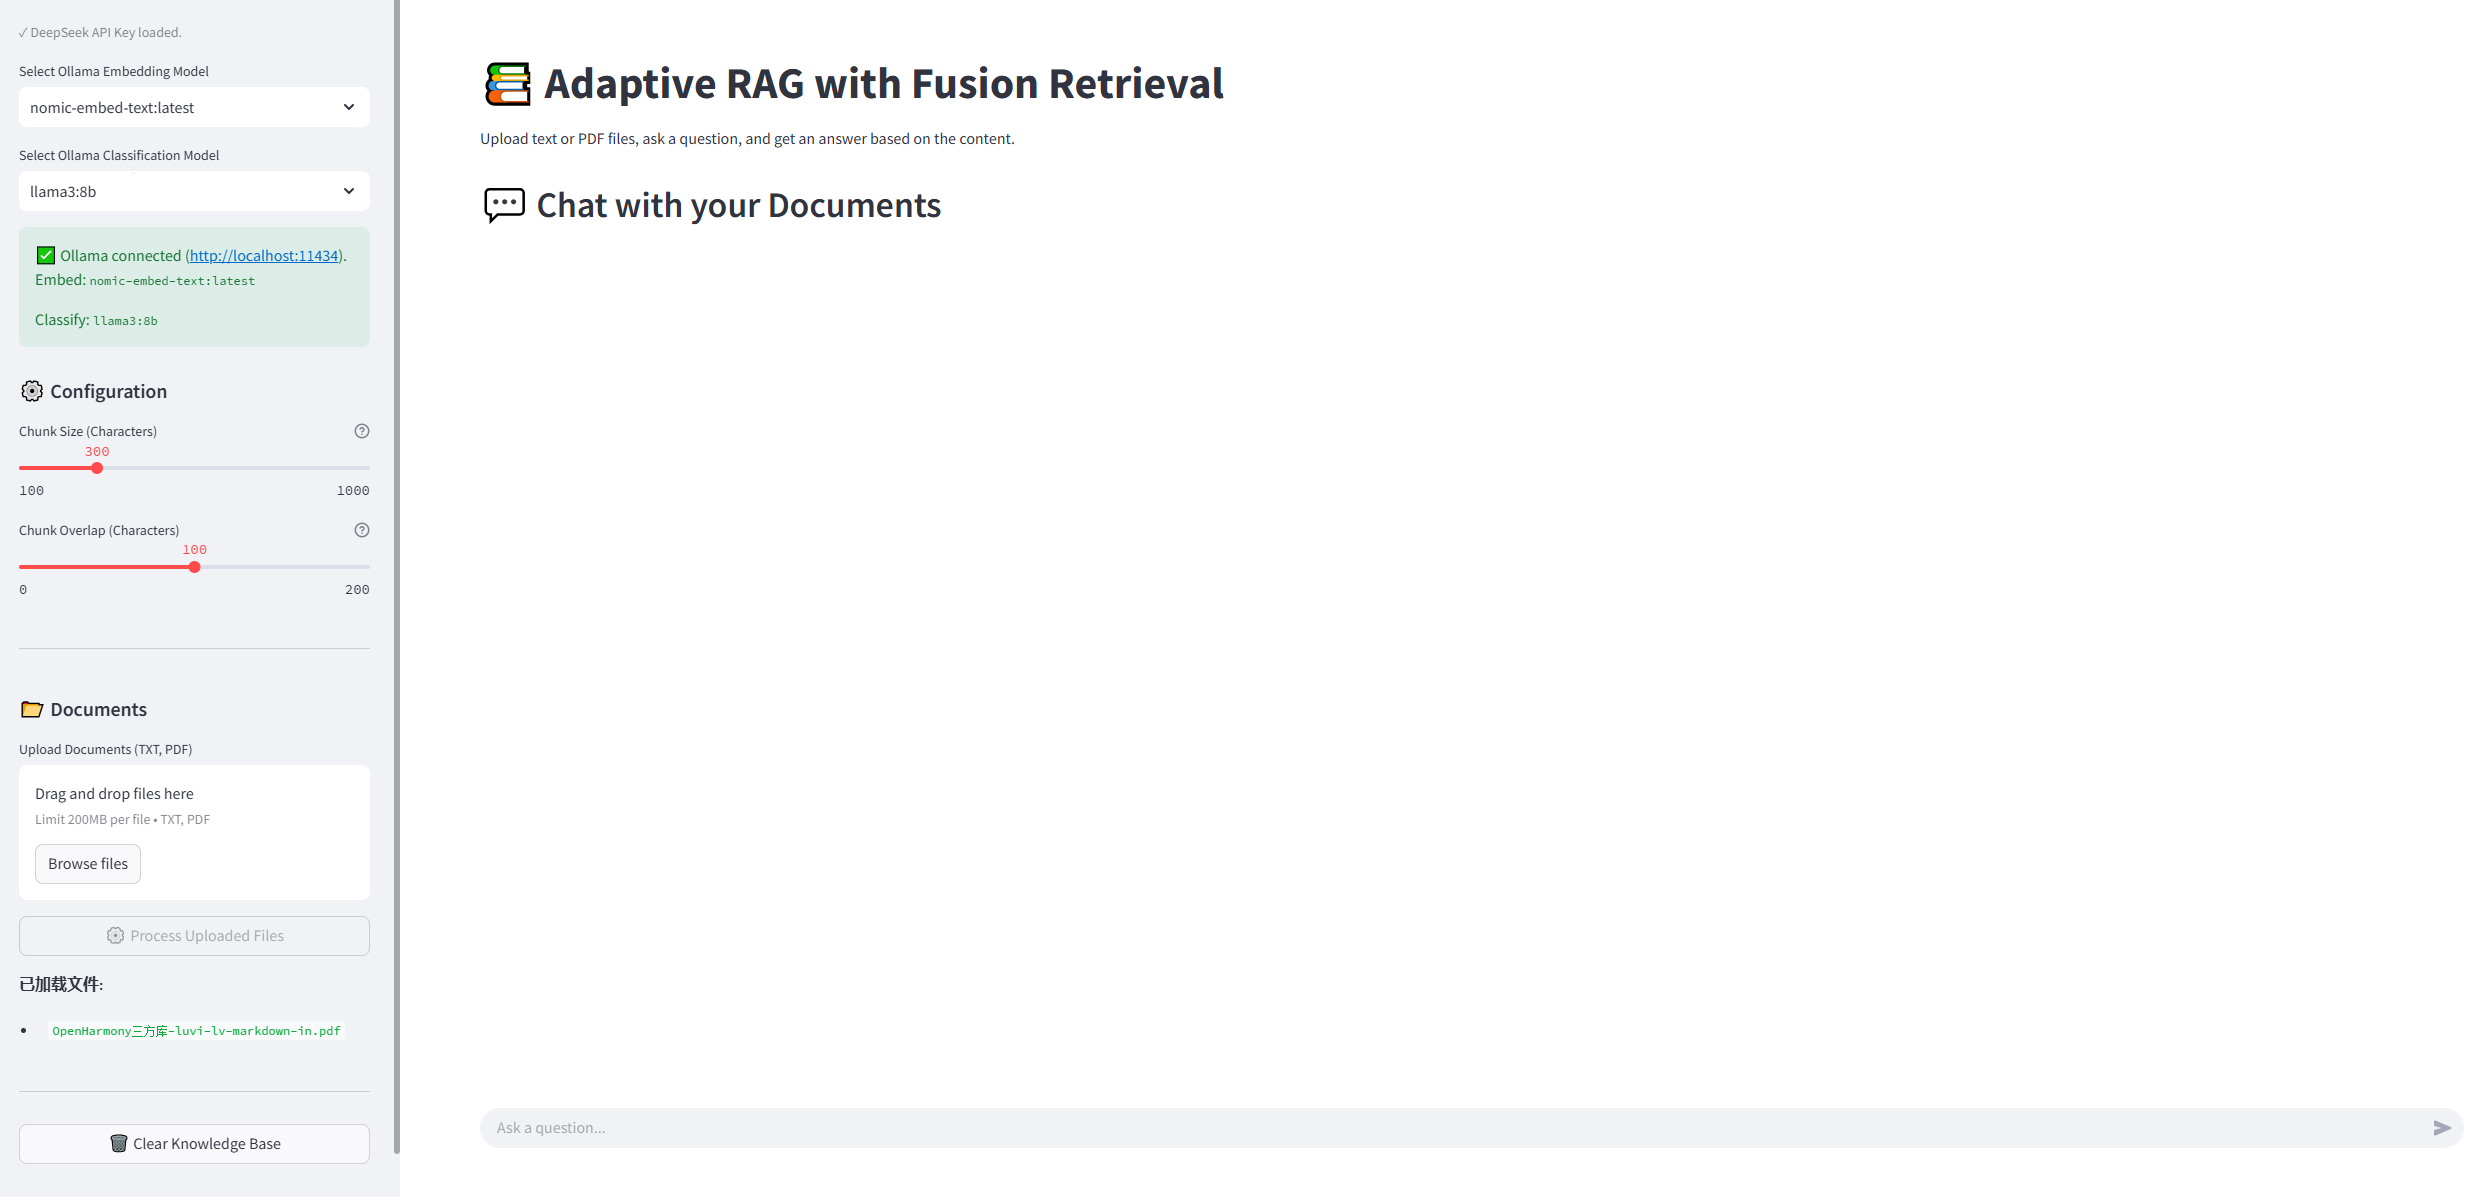 ✓ DeepSeek API Key loaded.
Select Ollama Embedding Model
nomic-embed-text:latest
Select Ollama Classification Model
llama3:8b
✅ Ollama connected (http://localhost:11434).
Embed: nomic-embed-text:latest
Classify: llama3:8b
⚙️ Configuration
Chunk Size (Characters)
300
100 1000
Chunk Overlap (Characters)
100
0 200
📂 Documents
Upload Documents (TXT, PDF)
Drag and drop files here
Limit 200MB per file • TXT, PDF
Browse files
⚙️ Process Uploaded Files
已加载文件:
• OpenHarmony三方库-luvi-lv-markdown-in.pdf
🗑️ Clear Knowledge Base
📚 Adaptive RAG with Fusion Retrieval
Upload text or PDF files, ask a question, and get an answer based on the content.
💬 Chat with your Documents
Ask a question...